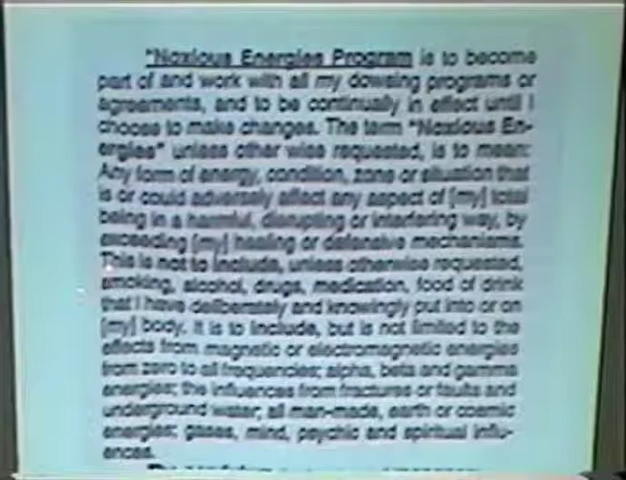 "Noxious Energies Program is to become
part of and work with all my dowsing programs or
agreements, and to be continually in effect until I
choose to make changes. The term "Noxious En-
ergies" unless other wise requested, is to mean:
Any form of energy, condition, zone or situation that
is or could adversely affect any aspect of [my] total
being in a harmful, disrupting or interfering way, by
exceeding [my] healing or defensive mechanisms.
This is not to include, unless otherwise requested,
smoking, alcohol, drugs, medication, food of drink
that I have deliberately and knowingly put into or on
[my] body. It is to include, but is not limited to the
effects from magnetic or electromagnetic energies
from zero to all frequencies; alpha, beta and gamma
energies; the influences from fractures or faults and
underground water; all man-made, earth or cosmic
energies; gases, mind, psychic and spiritual influ-
ences.